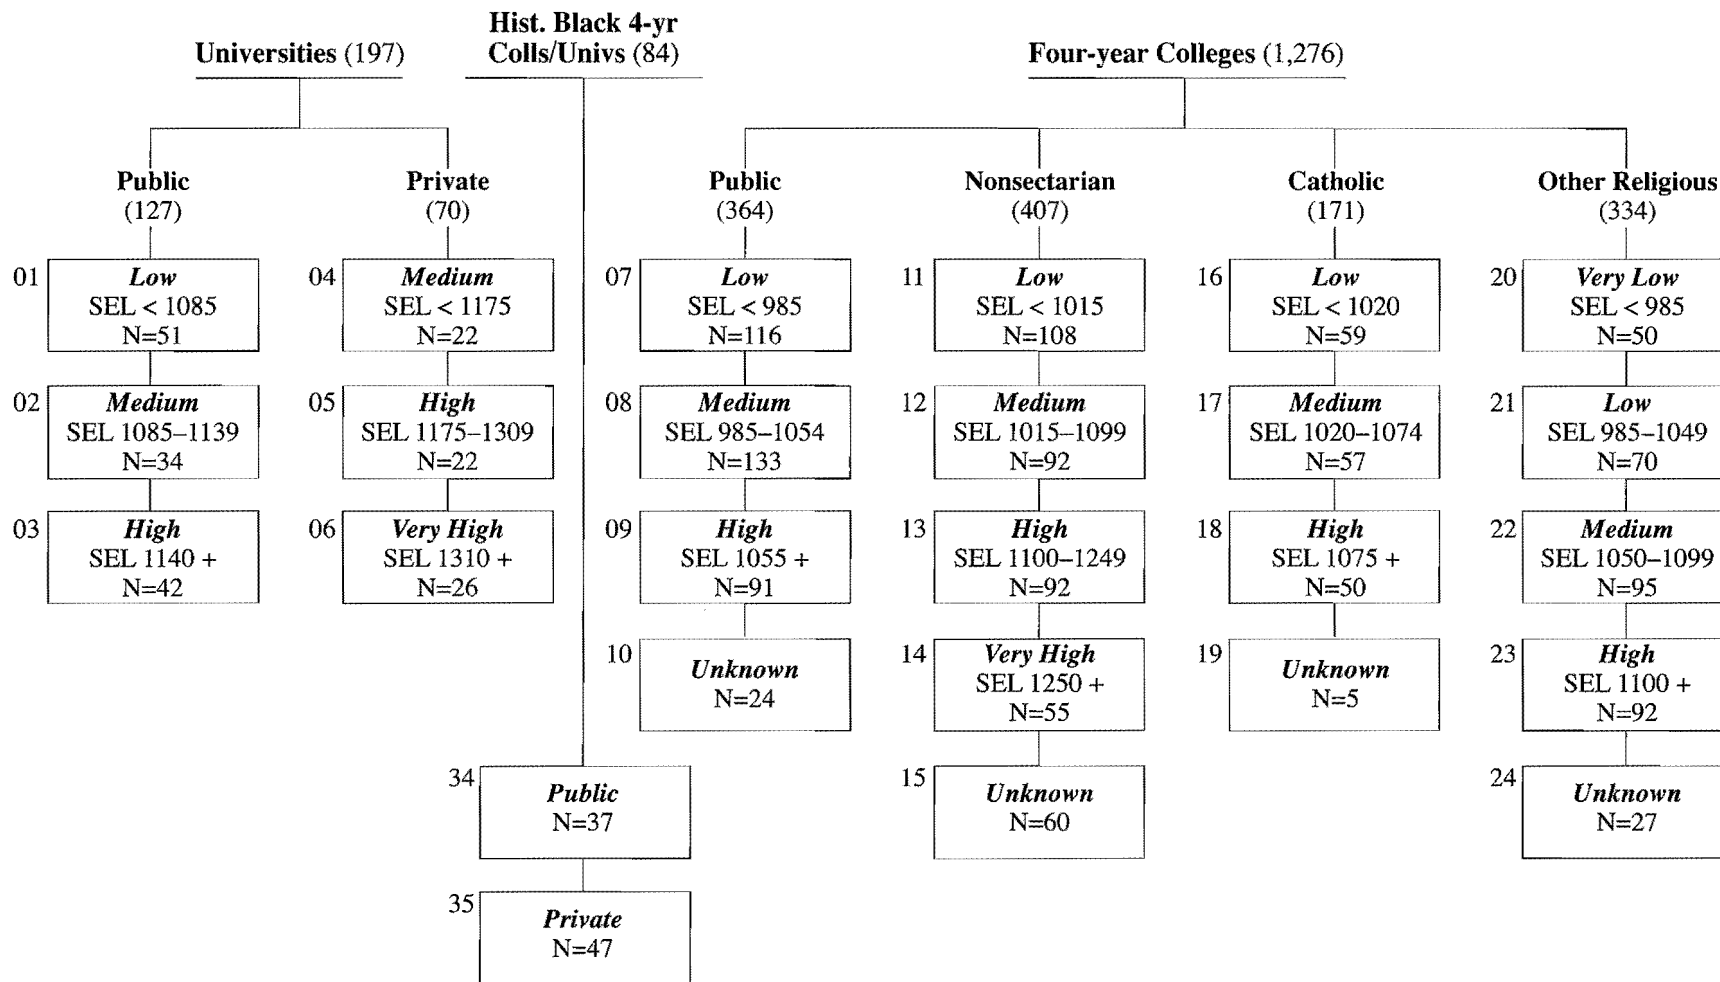 Universities (197)
Hist. Black 4-yr
Colls/Univs (84)
Four-year Colleges (1,276)
Public
(127)
01
Low
SEL < 1085
N=51
02
Medium
SEL 1085–1139
N=34
03
High
SEL 1140 +
N=42
Private
(70)
04
Medium
SEL < 1175
N=22
05
High
SEL 1175–1309
N=22
06
Very High
SEL 1310 +
N=26
34
Public
N=37
35
Private
N=47
Public
(364)
07
Low
SEL < 985
N=116
08
Medium
SEL 985–1054
N=133
09
High
SEL 1055 +
N=91
10
Unknown
N=24
Nonsectarian
(407)
11
Low
SEL < 1015
N=108
12
Medium
SEL 1015–1099
N=92
13
High
SEL 1100–1249
N=92
14
Very High
SEL 1250 +
N=55
15
Unknown
N=60
Catholic
(171)
16
Low
SEL < 1020
N=59
17
Medium
SEL 1020–1074
N=57
18
High
SEL 1075 +
N=50
19
Unknown
N=5
Other Religious
(334)
20
Very Low
SEL < 985
N=50
21
Low
SEL 985–1049
N=70
22
Medium
SEL 1050–1099
N=95
23
High
SEL 1100 +
N=92
24
Unknown
N=27